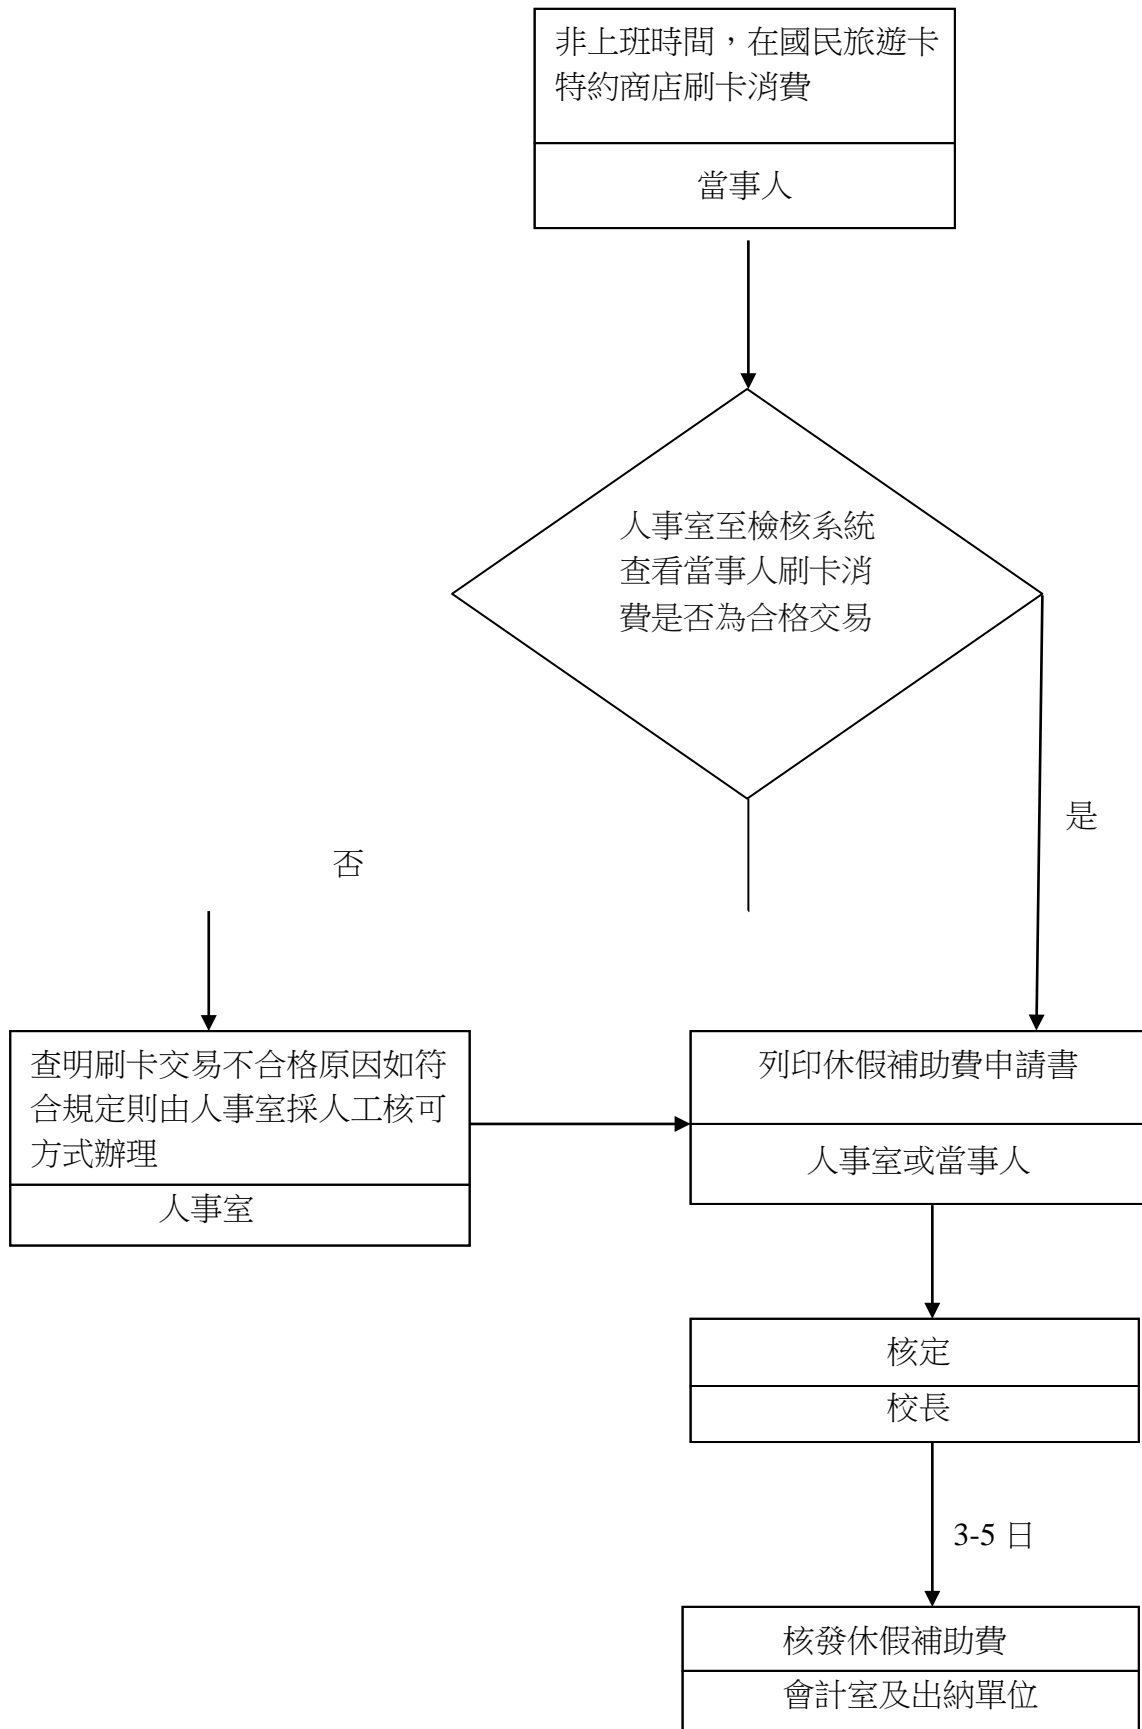 非上班時間，在國民旅遊卡
特約商店刷卡消費
當事人
人事室至檢核系統
查看當事人刷卡消
費是否為合格交易
是
否
查明刷卡交易不合格原因如符
合規定則由人事室採人工核可
方式辦理
人事室
列印休假補助費申請書
人事室或當事人
核定
校長
3-5 日
核發休假補助費
會計室及出納單位